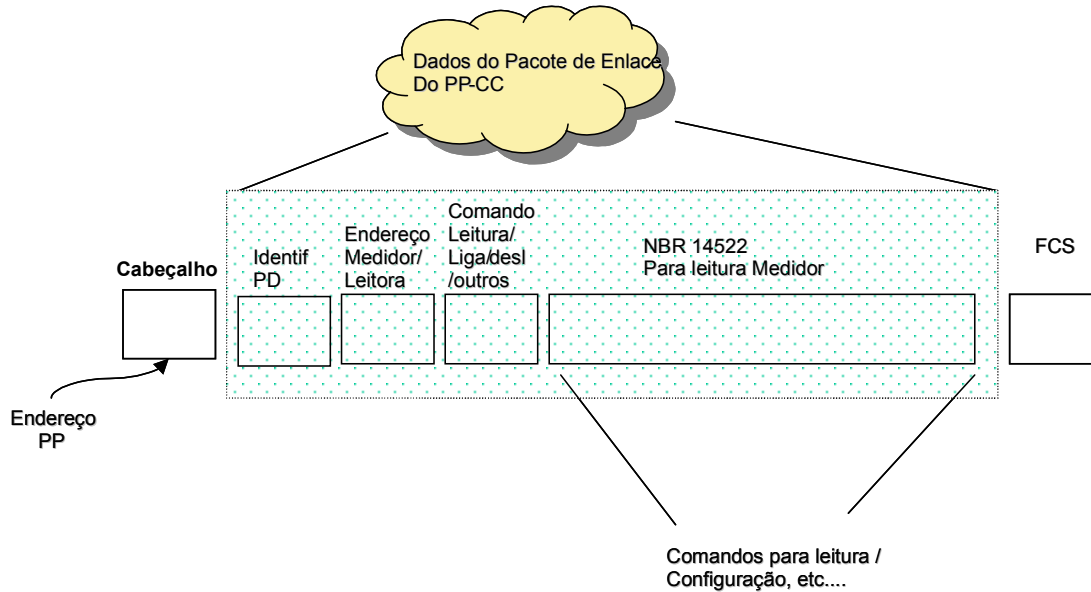 Dados do Pacote de Enlace
Do PP-CC
Cabeçalho
Identif
PD
Endereço
Medidor/
Leitora
Comando
Leitura/
Liga/desl
/outros
NBR 14522
Para leitura Medidor
FCS
Endereço
PP
Comandos para leitura /
Configuração, etc....